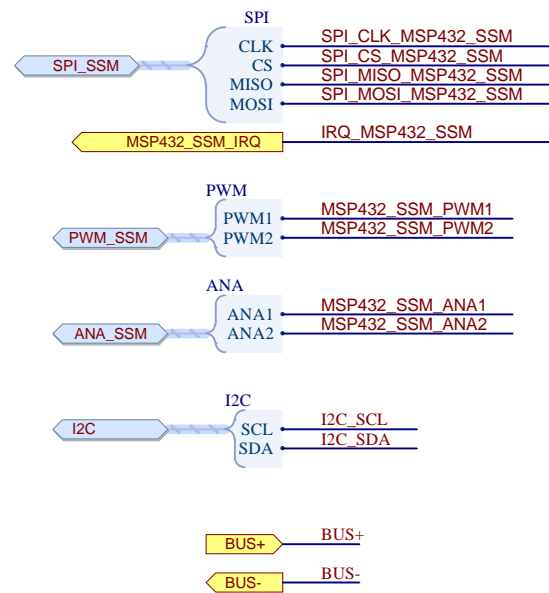 SPI
CLK SPI_CLK_MSP432_SSM
SPI_SSM CS SPI_CS_MSP432_SSM
MISO SPI_MISO_MSP432_SSM
MOSI SPI_MOSI_MSP432_SSM
MSP432_SSM_IRQ IRQ_MSP432_SSM
PWM
PWM1 MSP432_SSM_PWM1
PWM_SSM PWM2 MSP432_SSM_PWM2
ANA
ANA1 MSP432_SSM_ANA1
ANA_SSM ANA2 MSP432_SSM_ANA2
I2C
I2C SCL I2C_SCL
SDA I2C_SDA
BUS+ BUS+
BUS- BUS-